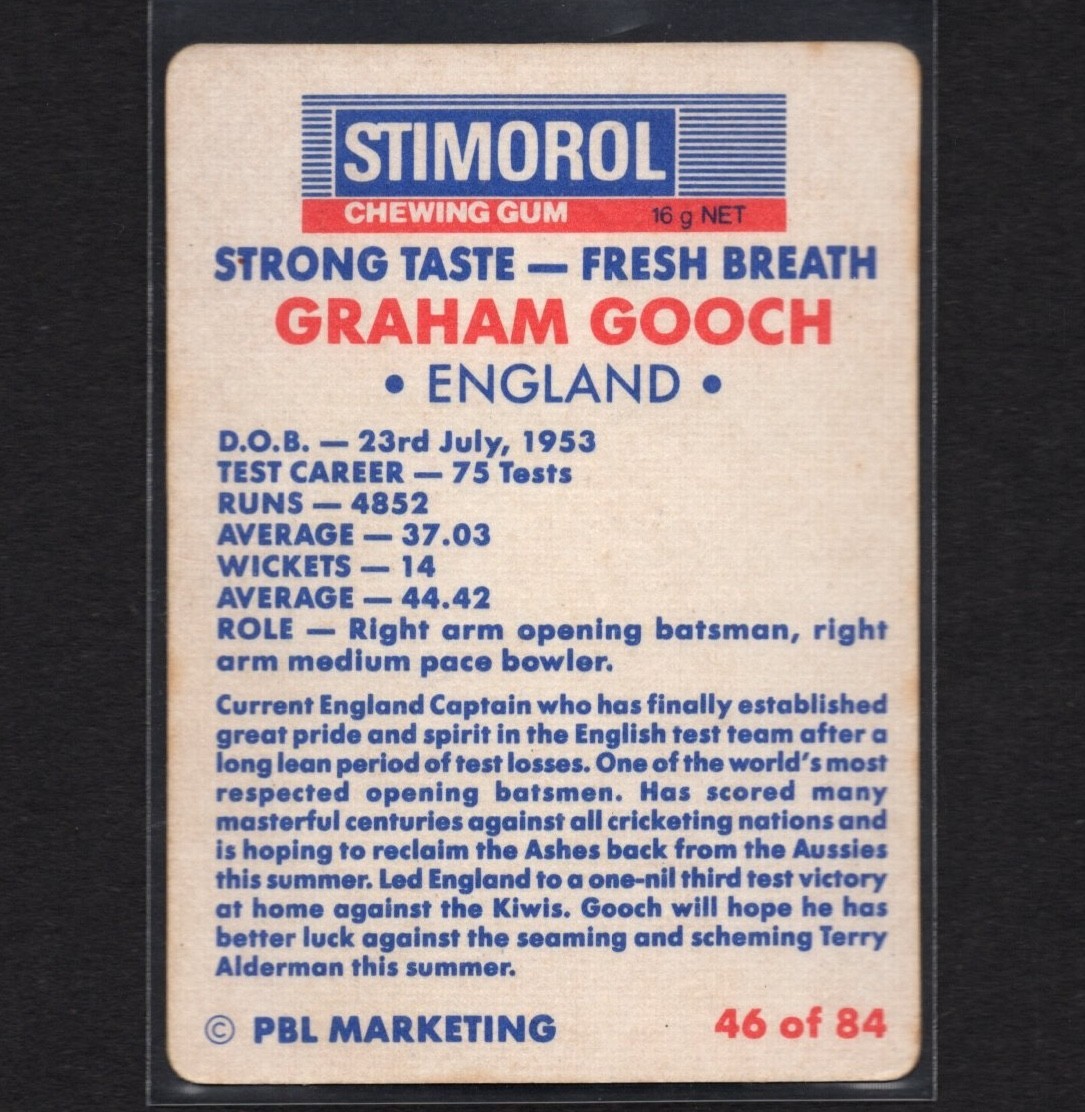 STIMOROL
CHEWING GUM 16 g NET
STRONG TASTE — FRESH BREATH
GRAHAM GOOCH
• ENGLAND •
D.O.B. — 23rd July, 1953
TEST CAREER — 75 Tests
RUNS — 4852
AVERAGE — 37.03
WICKETS — 14
AVERAGE — 44.42
ROLE — Right arm opening batsman, right
arm medium pace bowler.
Current England Captain who has finally established
great pride and spirit in the English test team after a
long lean period of test losses. One of the world's most
respected opening batsmen. Has scored many
masterful centuries against all cricketing nations and
is hoping to reclaim the Ashes back from the Aussies
this summer. Led England to a one-nil third test victory
at home against the Kiwis. Gooch will hope he has
better luck against the seaming and scheming Terry
Alderman this summer.
© PBL MARKETING 46 of 84